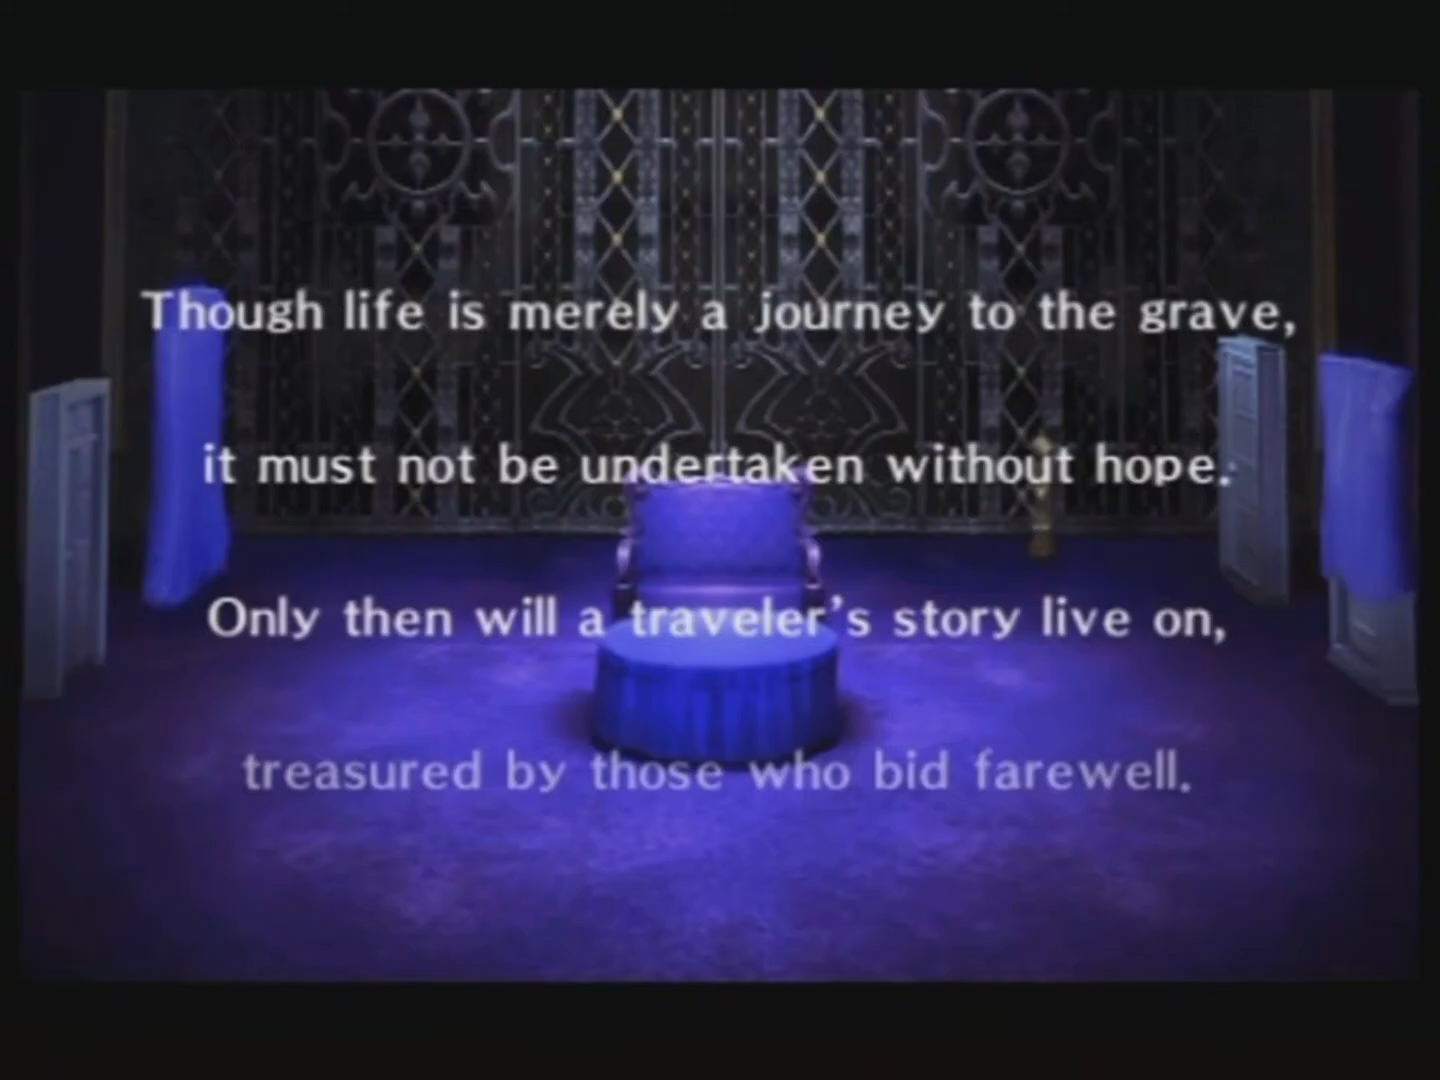 Though life is merely a journey to the grave,
it must not be undertaken without hope.
Only then will a traveler's story live on,
treasured by those who bid farewell.